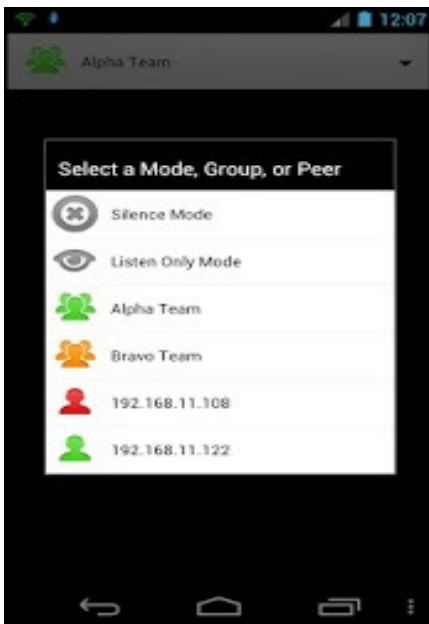 12:07
Alpha Team
Select a Mode, Group, or Peer
Silence Mode
Listen Only Mode
Alpha Team
Bravo Team
192.168.11.108
192.168.11.122